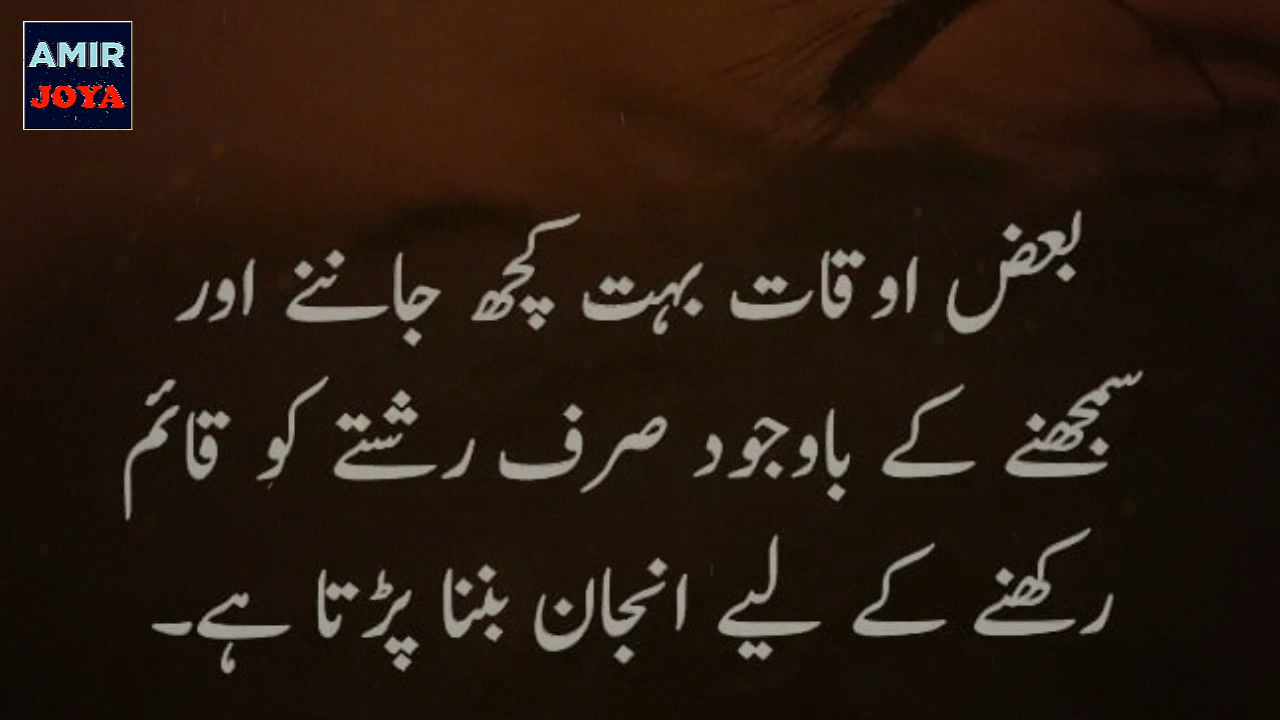 AMIR
JOYA
بعض اوقات بہت کچھ جاننے اور
سمجھنے کے باوجود صرف رشتے کو قائم
رکھنے کے لیے انجان بننا پڑتا ہے۔